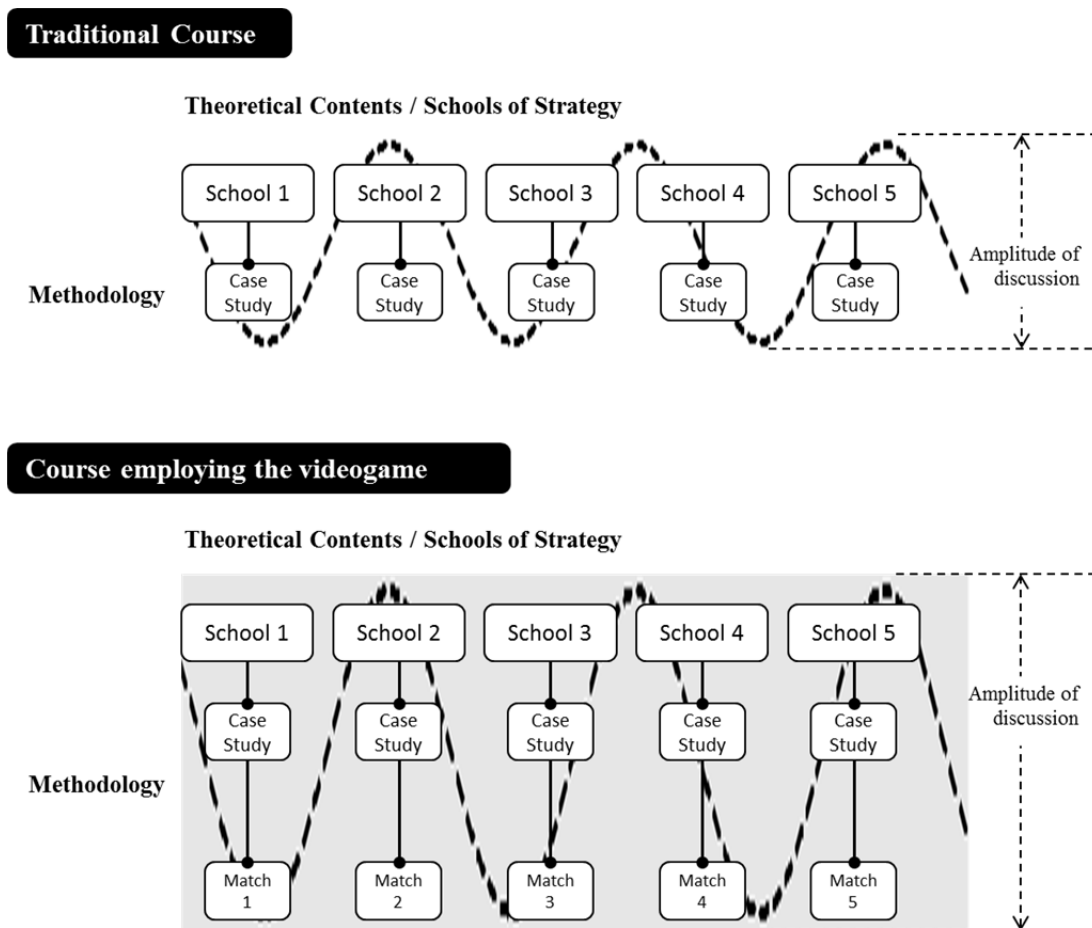 Traditional Course
Theoretical Contents / Schools of Strategy
School 1
School 2
School 3
School 4
School 5
Amplitude of
discussion
Methodology
Case
Study
Case
Study
Case
Study
Case
Study
Case
Study
Course employing the videogame
Theoretical Contents / Schools of Strategy
School 1
School 2
School 3
School 4
School 5
Amplitude of
discussion
Case
Study
Case
Study
Case
Study
Case
Study
Case
Study
Methodology
Match
1
Match
2
Match
3
Match
4
Match
5